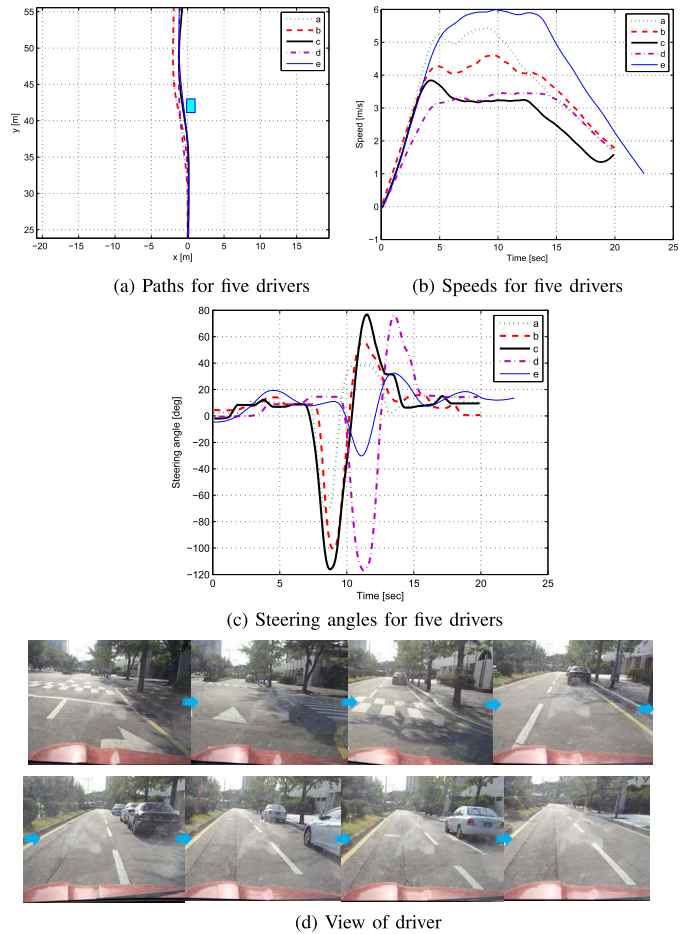 55
50
45
40
35
30
25
−20
−15
−10
−5
0
5
10
15
y [m]
x [m]
a
b
c
d
e
6
5
4
3
2
1
0
−1
0
5
10
15
20
25
Speed [m/s]
Time [sec]
a
b
c
d
e
(a) Paths for five drivers
(b) Speeds for five drivers
80
60
40
20
0
−20
−40
−60
−80
−100
−120
0
5
10
15
20
25
Steering angle [deg]
Time [sec]
a
b
c
d
e
(c) Steering angles for five drivers
(d) View of driver